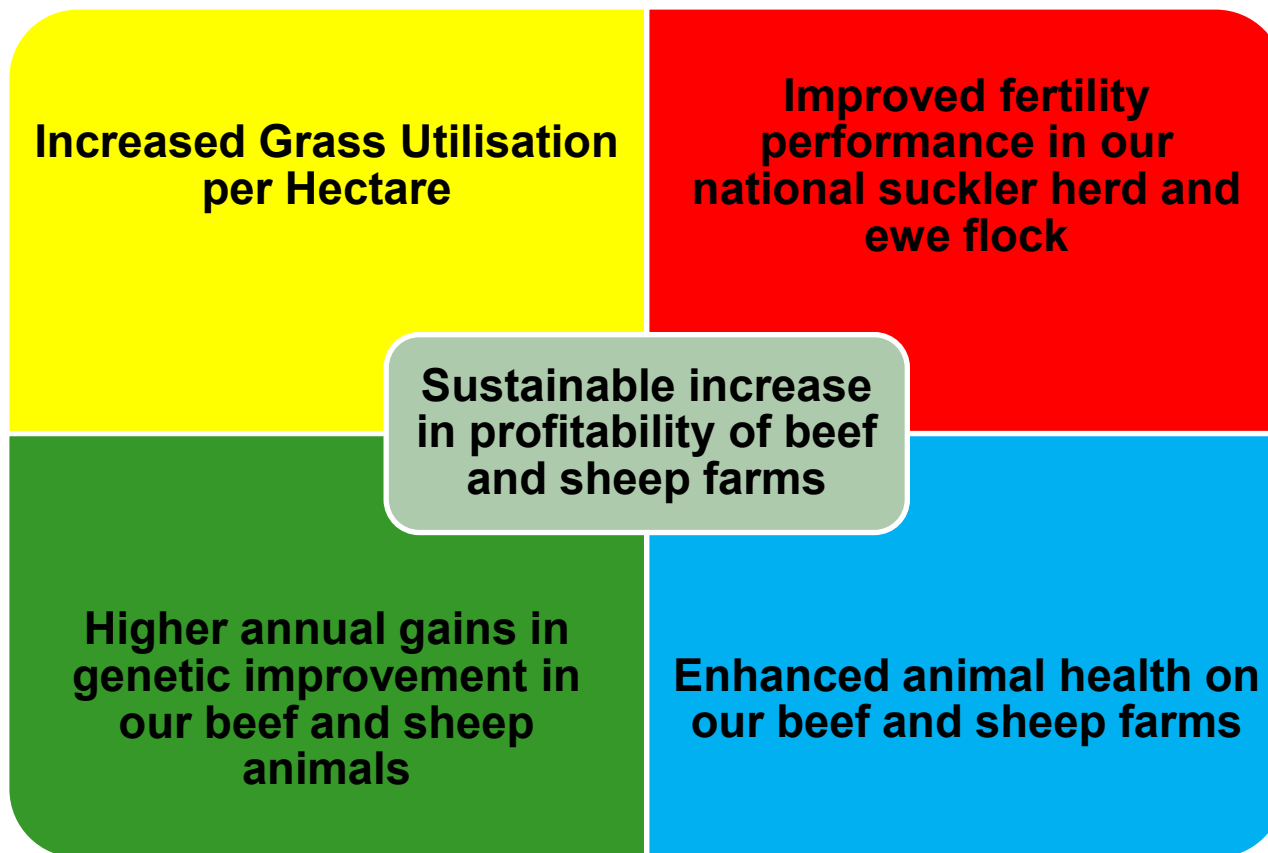 Increased Grass Utilisation
per Hectare
Improved fertility
performance in our
national suckler herd and
ewe flock
Sustainable increase
in profitability of beef
and sheep farms
Higher annual gains in
genetic improvement in
our beef and sheep
animals
Enhanced animal health on
our beef and sheep farms